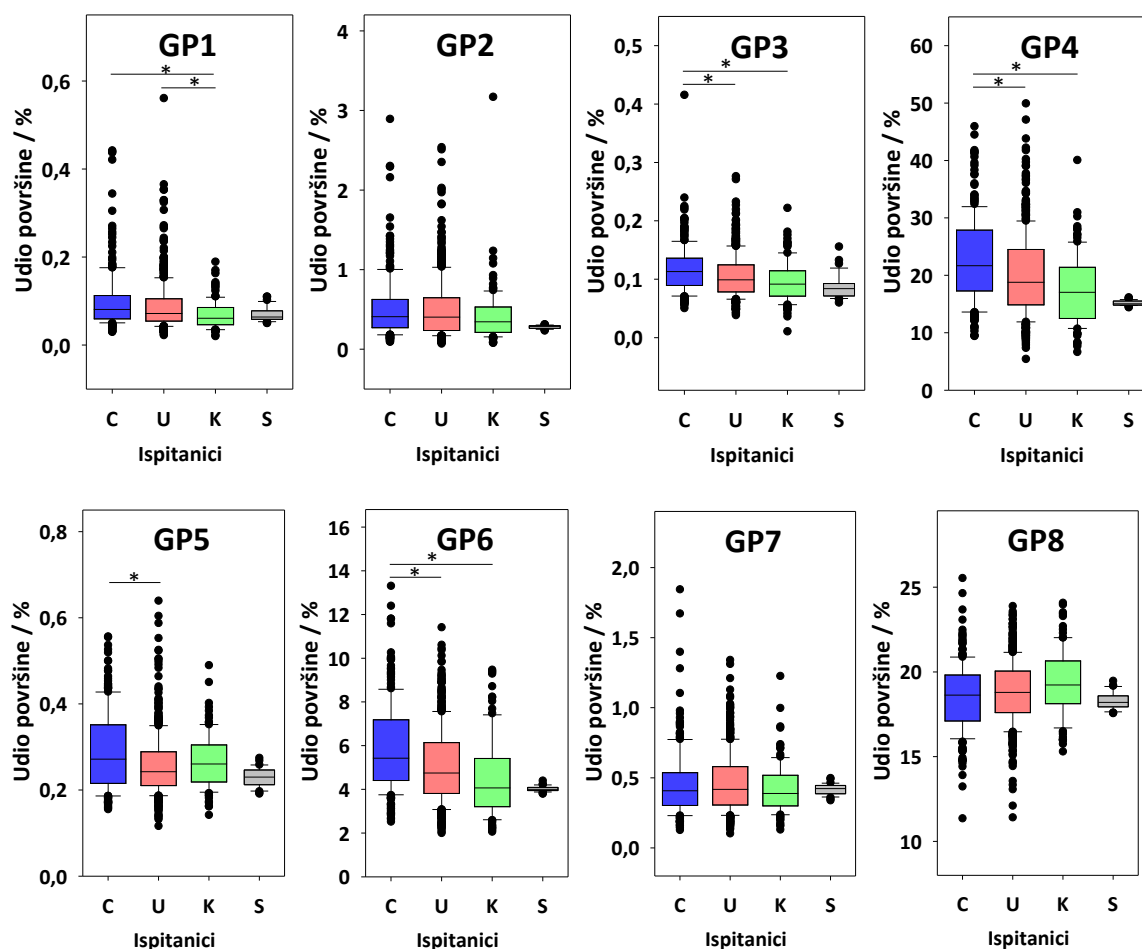 GP1
Udio površine / %
0,6
0,4
0,2
0,0
*
*
C U K S
Ispitanici
GP2
Udio površine / %
4
3
2
1
0
C U K S
Ispitanici
GP3
Udio površine / %
0,5
0,4
0,3
0,2
0,1
0,0
*
*
C U K S
Ispitanici
GP4
Udio površine / %
60
50
40
30
20
10
0
*
*
C U K S
Ispitanici
GP5
Udio površine / %
0,8
0,6
0,4
0,2
0,0
*
C U K S
Ispitanici
GP6
Udio površine / %
16
14
12
10
8
6
4
2
0
*
*
C U K S
Ispitanici
GP7
Udio površine / %
2,0
1,5
1,0
0,5
0,0
C U K S
Ispitanici
GP8
Udio površine / %
25
20
15
10
C U K S
Ispitanici